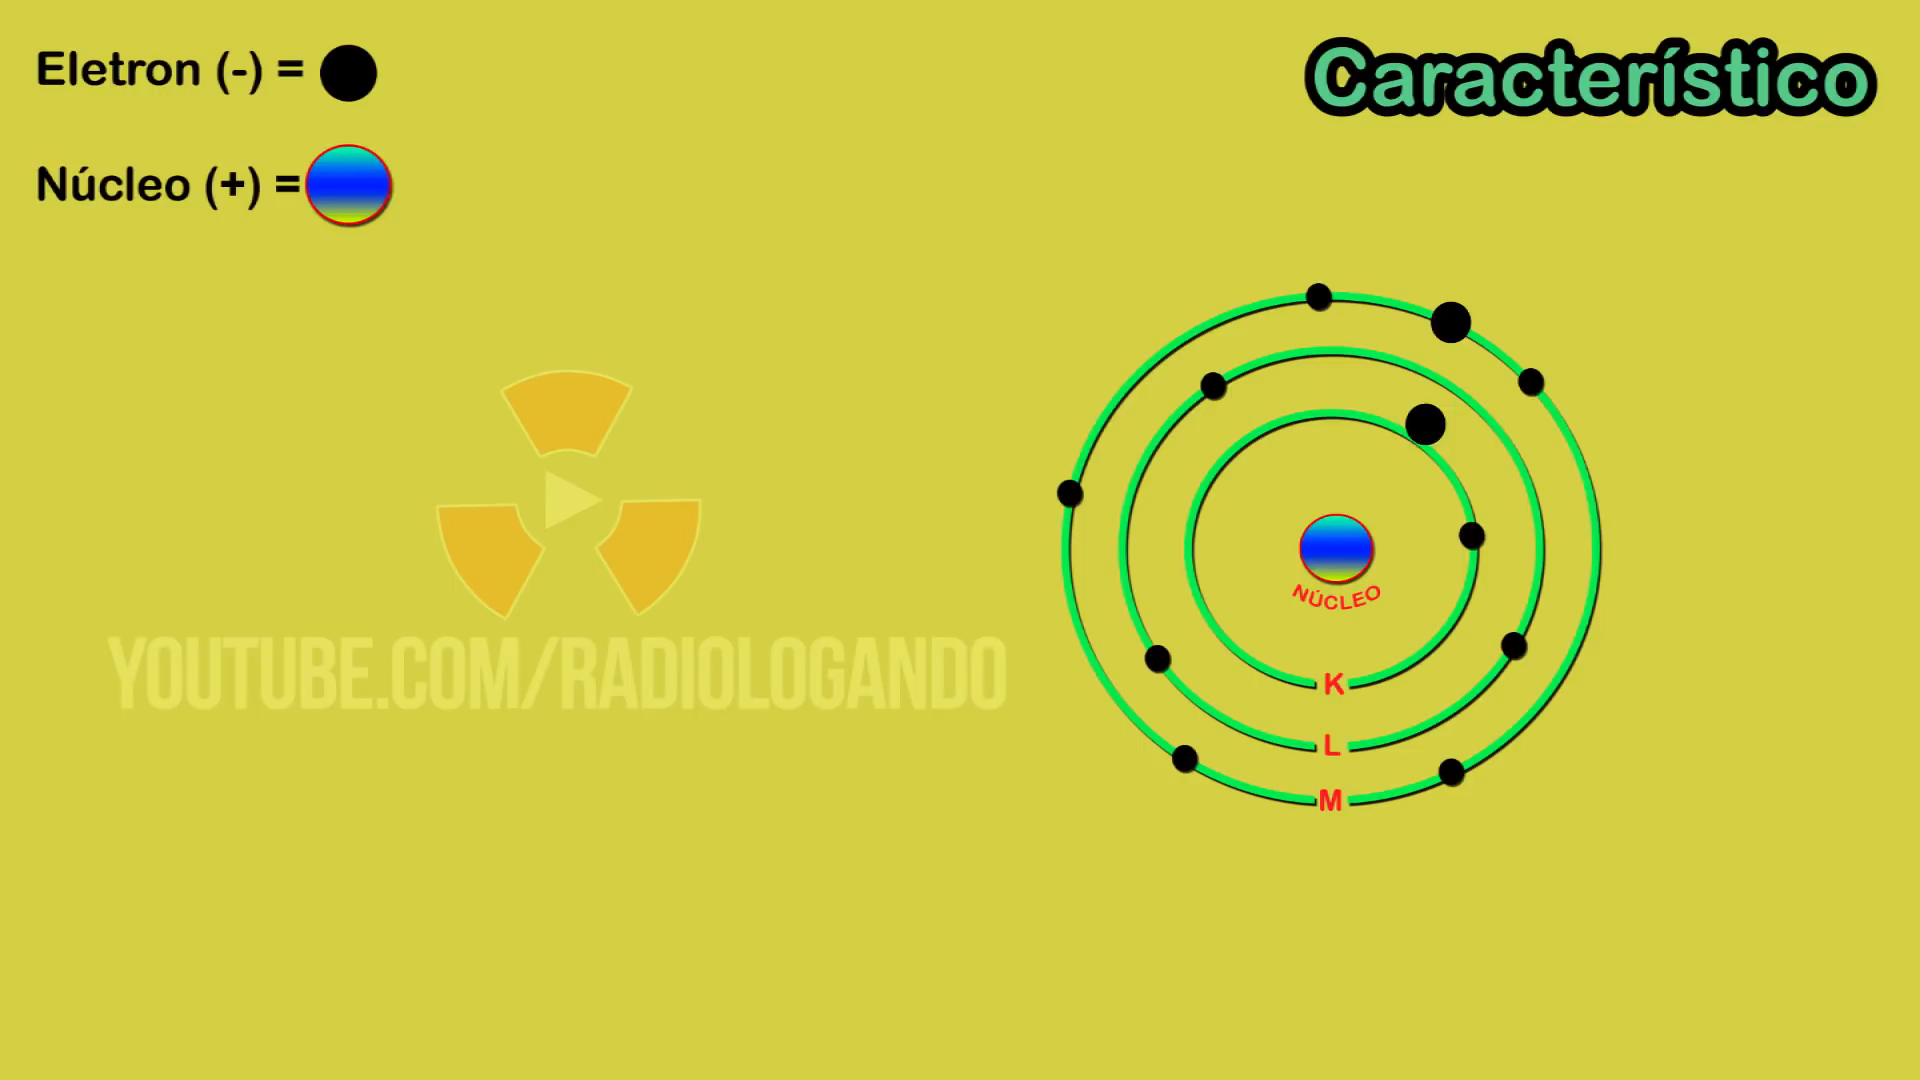 Eletron (-) =
Característico
Núcleo (+) =
NÚCLEO
K
L
M
YOUTUBE.COM/RADIOLOGANDO